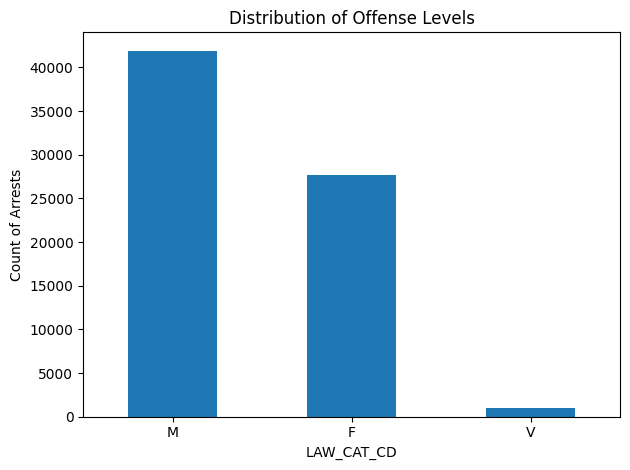 Distribution of Offense Levels
Count of Arrests
40000
35000
30000
25000
20000
15000
10000
5000
0
M
F
V
LAW_CAT_CD